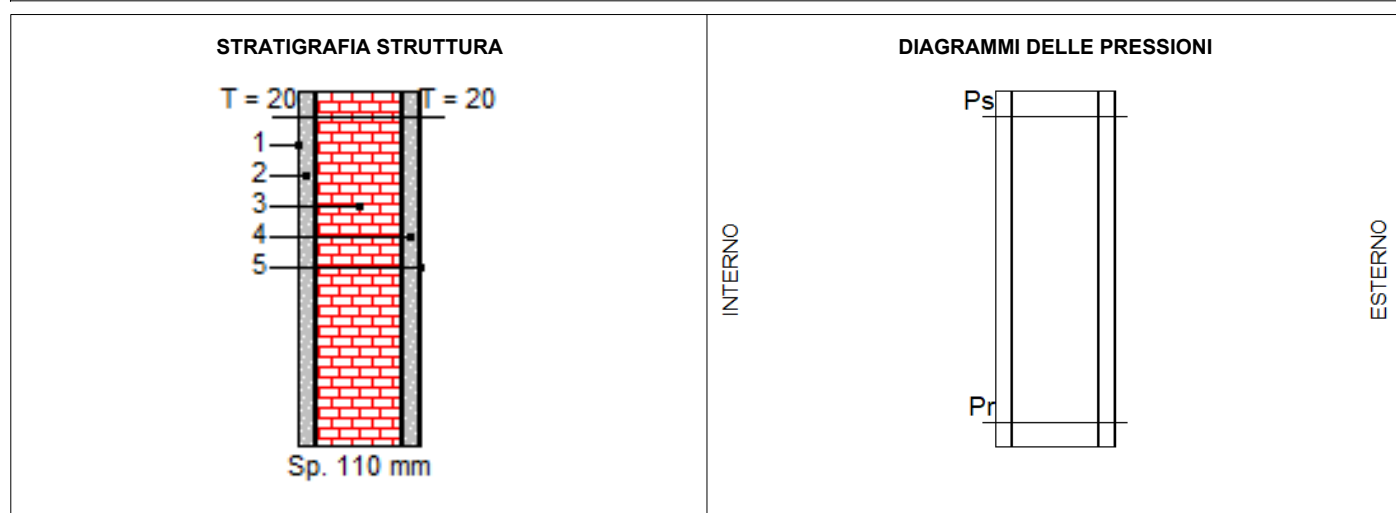 STRATIGRAFIA STRUTTURA
T = 20 T = 20
1
2
3
4
5
Sp. 110 mm
DIAGRAMMI DELLE PRESSIONI
Ps
INTERNO
ESTERNO
Pr